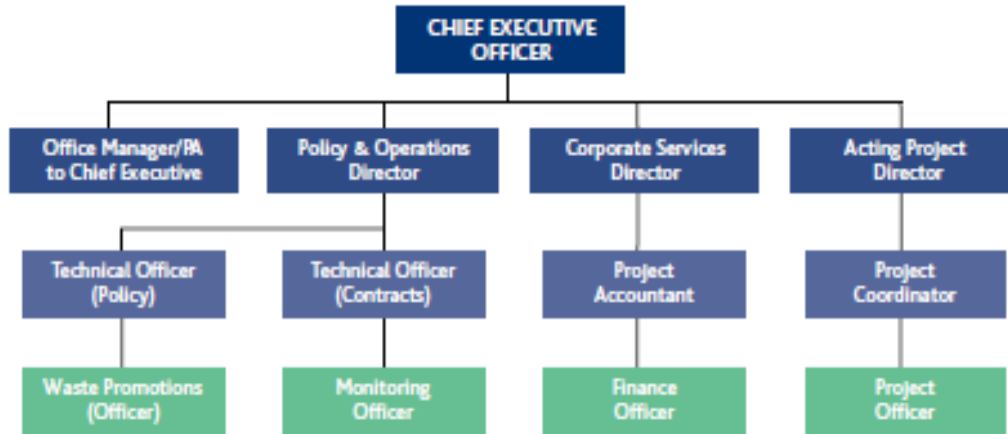 CHIEF EXECUTIVE
OFFICER
Office Manager/PA
to Chief Executive
Policy & Operations
Director
Corporate Services
Director
Acting Project
Director
Technical Officer
(Policy)
Technical Officer
(Contracts)
Project
Accountant
Project
Coordinator
Waste Promotions
(Officer)
Monitoring
Officer
Finance
Officer
Project
Officer